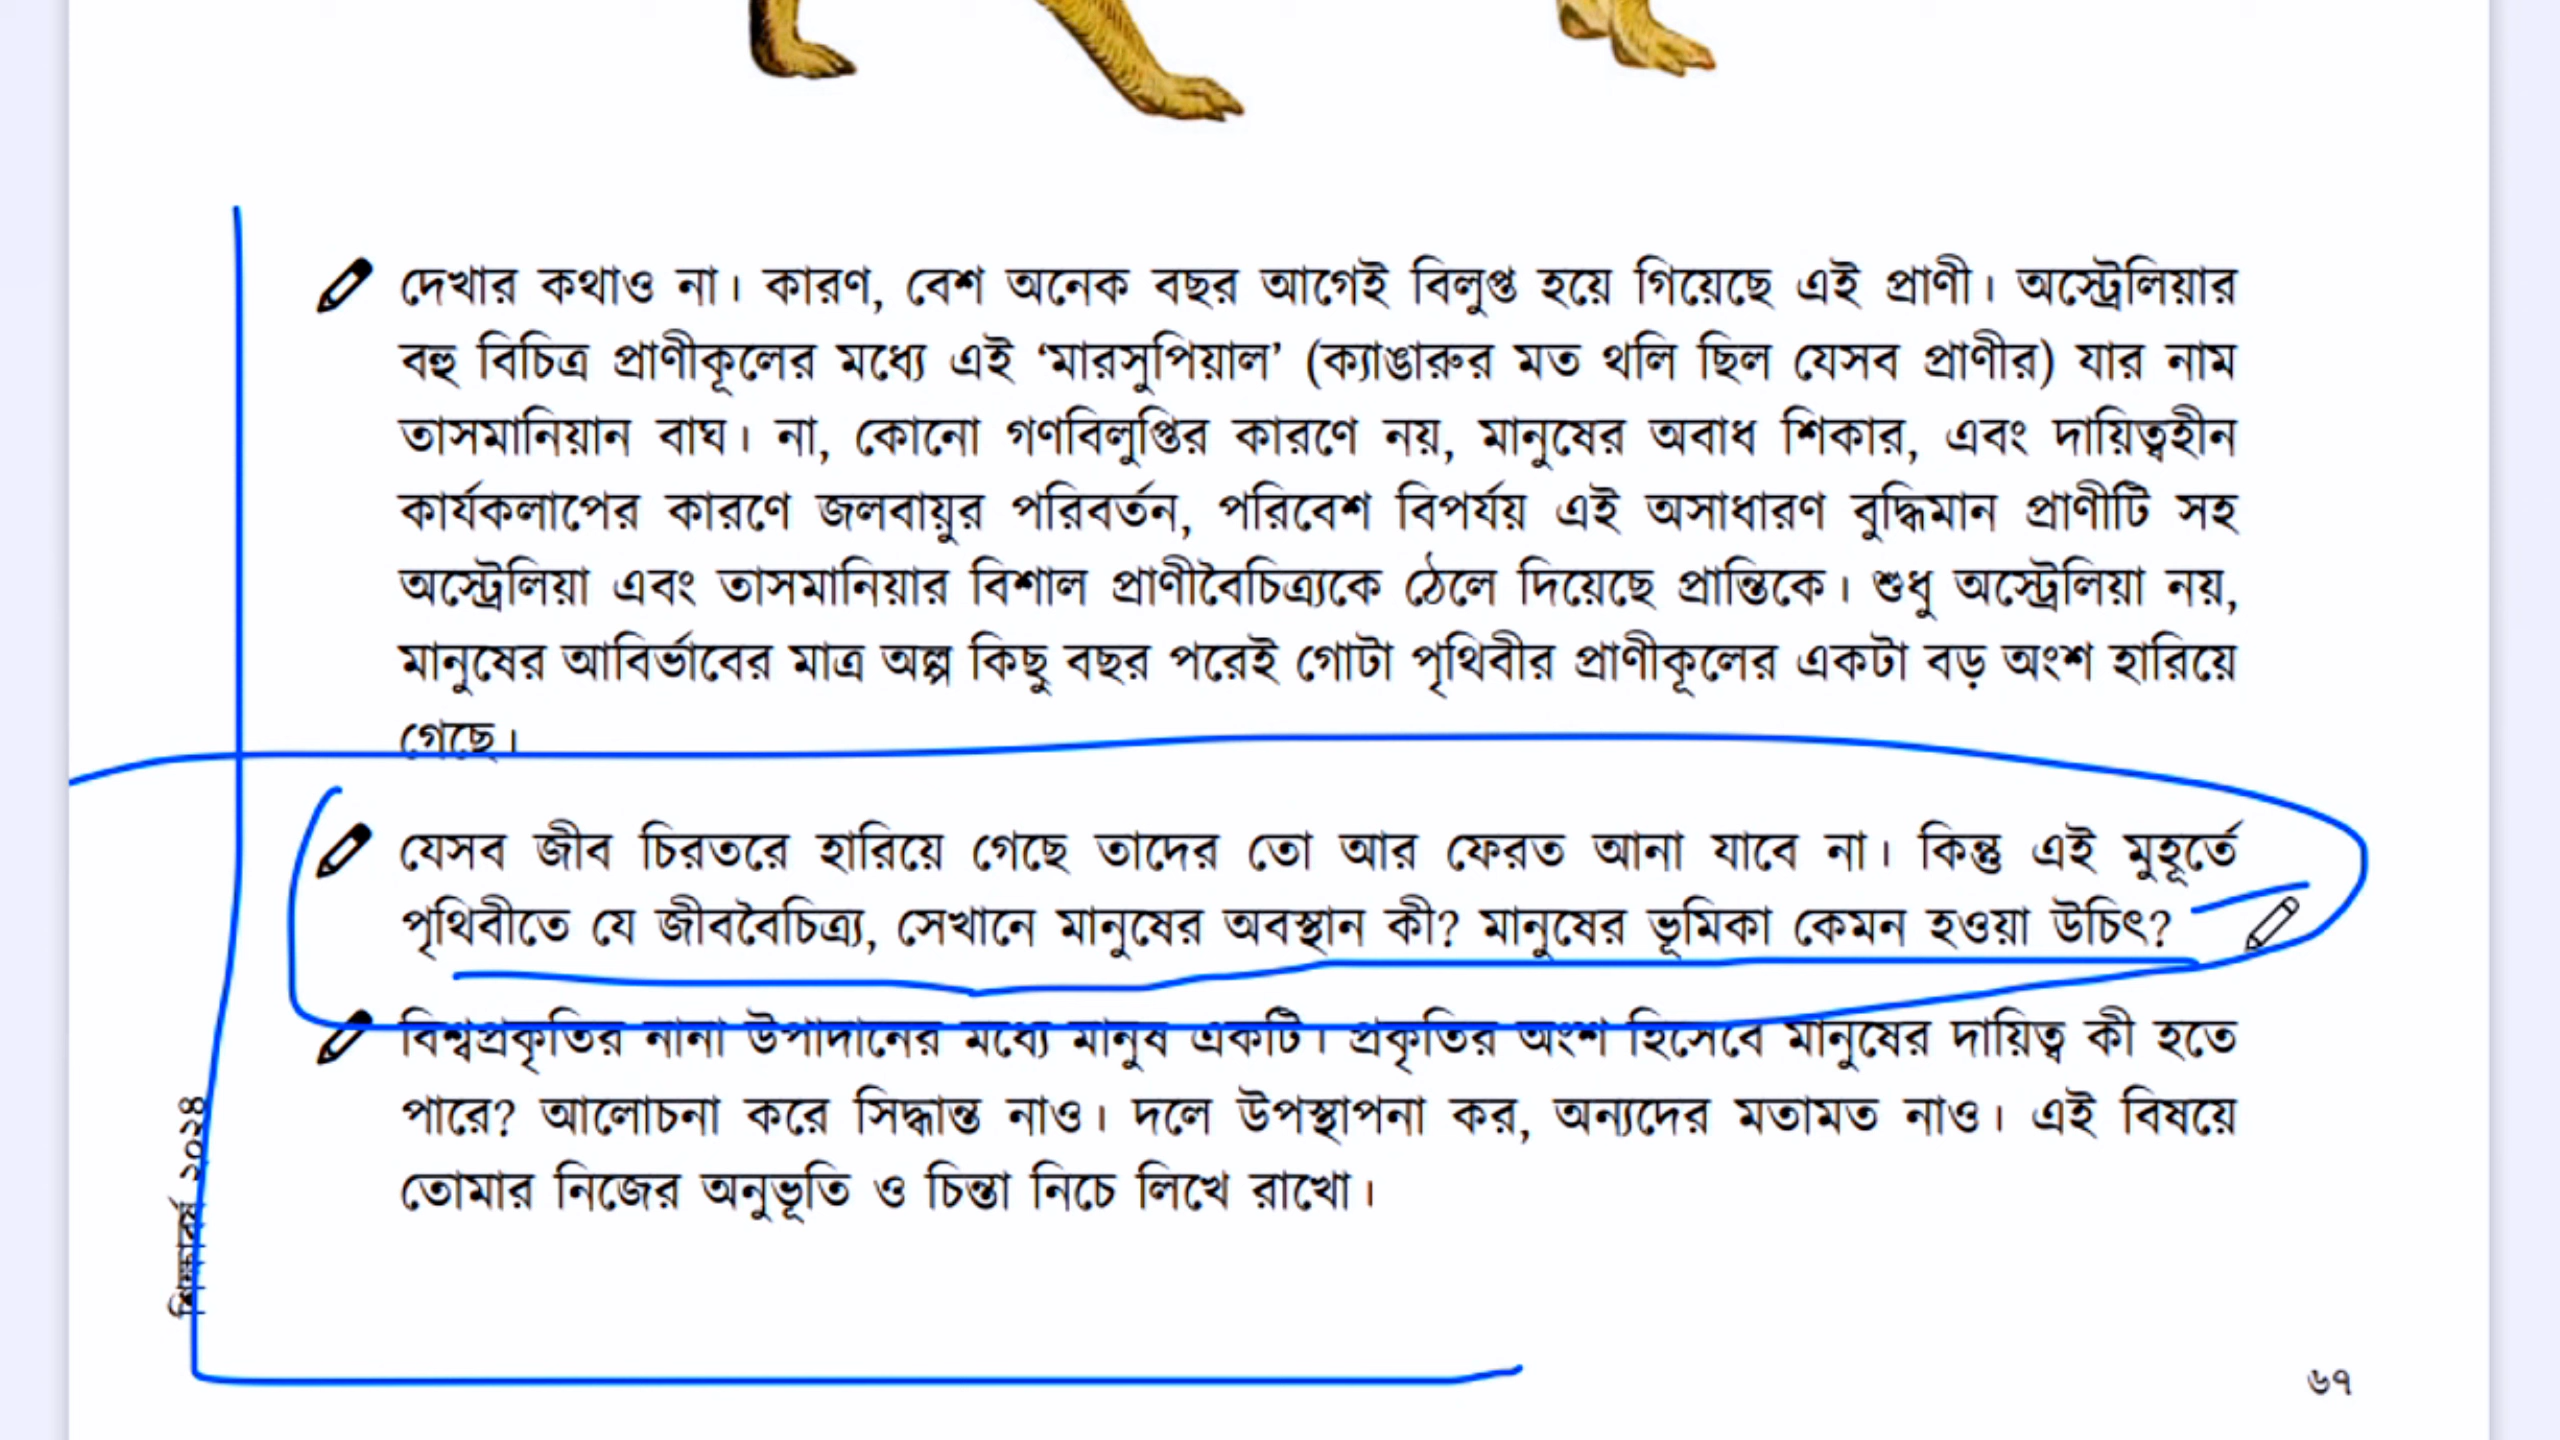 দেখার কথাও না। কারণ, বেশ অনেক বছর আগেই বিলুপ্ত হয়ে গিয়েছে এই প্রাণী। অস্ট্রেলিয়ার
বহু বিচিত্র প্রাণীকূলের মধ্যে এই ‘মারসুপিয়াল’ (ক্যাঙারুর মত থলি ছিল যেসব প্রাণীর) যার নাম
তাসমানিয়ান বাঘ। না, কোনো গণবিলুপ্তির কারণে নয়, মানুষের অবাধ শিকার, এবং দায়িত্বহীন
কার্যকলাপের কারণে জলবায়ুর পরিবর্তন, পরিবেশ বিপর্যয় এই অসাধারণ বুদ্ধিমান প্রাণীটি সহ
অস্ট্রেলিয়া এবং তাসমানিয়ার বিশাল প্রাণীবৈচিত্র্যকে ঠেলে দিয়েছে প্রান্তিকে। শুধু অস্ট্রেলিয়া নয়,
মানুষের আবির্ভাবের মাত্র অল্প কিছু বছর পরেই গোটা পৃথিবীর প্রাণীকূলের একটা বড় অংশ হারিয়ে
গেছে।
যেসব জীব চিরতরে হারিয়ে গেছে তাদের তো আর ফেরত আনা যাবে না। কিন্তু এই মুহূর্তে
পৃথিবীতে যে জীববৈচিত্র্য, সেখানে মানুষের অবস্থান কী? মানুষের ভূমিকা কেমন হওয়া উচিৎ?
বিশ্বপ্রকৃতির নানা উপাদানের মধ্যে মানুষ একটি। প্রকৃতির অংশ হিসেবে মানুষের দায়িত্ব কী হতে
পারে? আলোচনা করে সিদ্ধান্ত নাও। দলে উপস্থাপনা কর, অন্যদের মতামত নাও। এই বিষয়ে
তোমার নিজের অনুভূতি ও চিন্তা নিচে লিখে রাখো।
শিক্ষাবর্ষ ২০২৪
৬৭